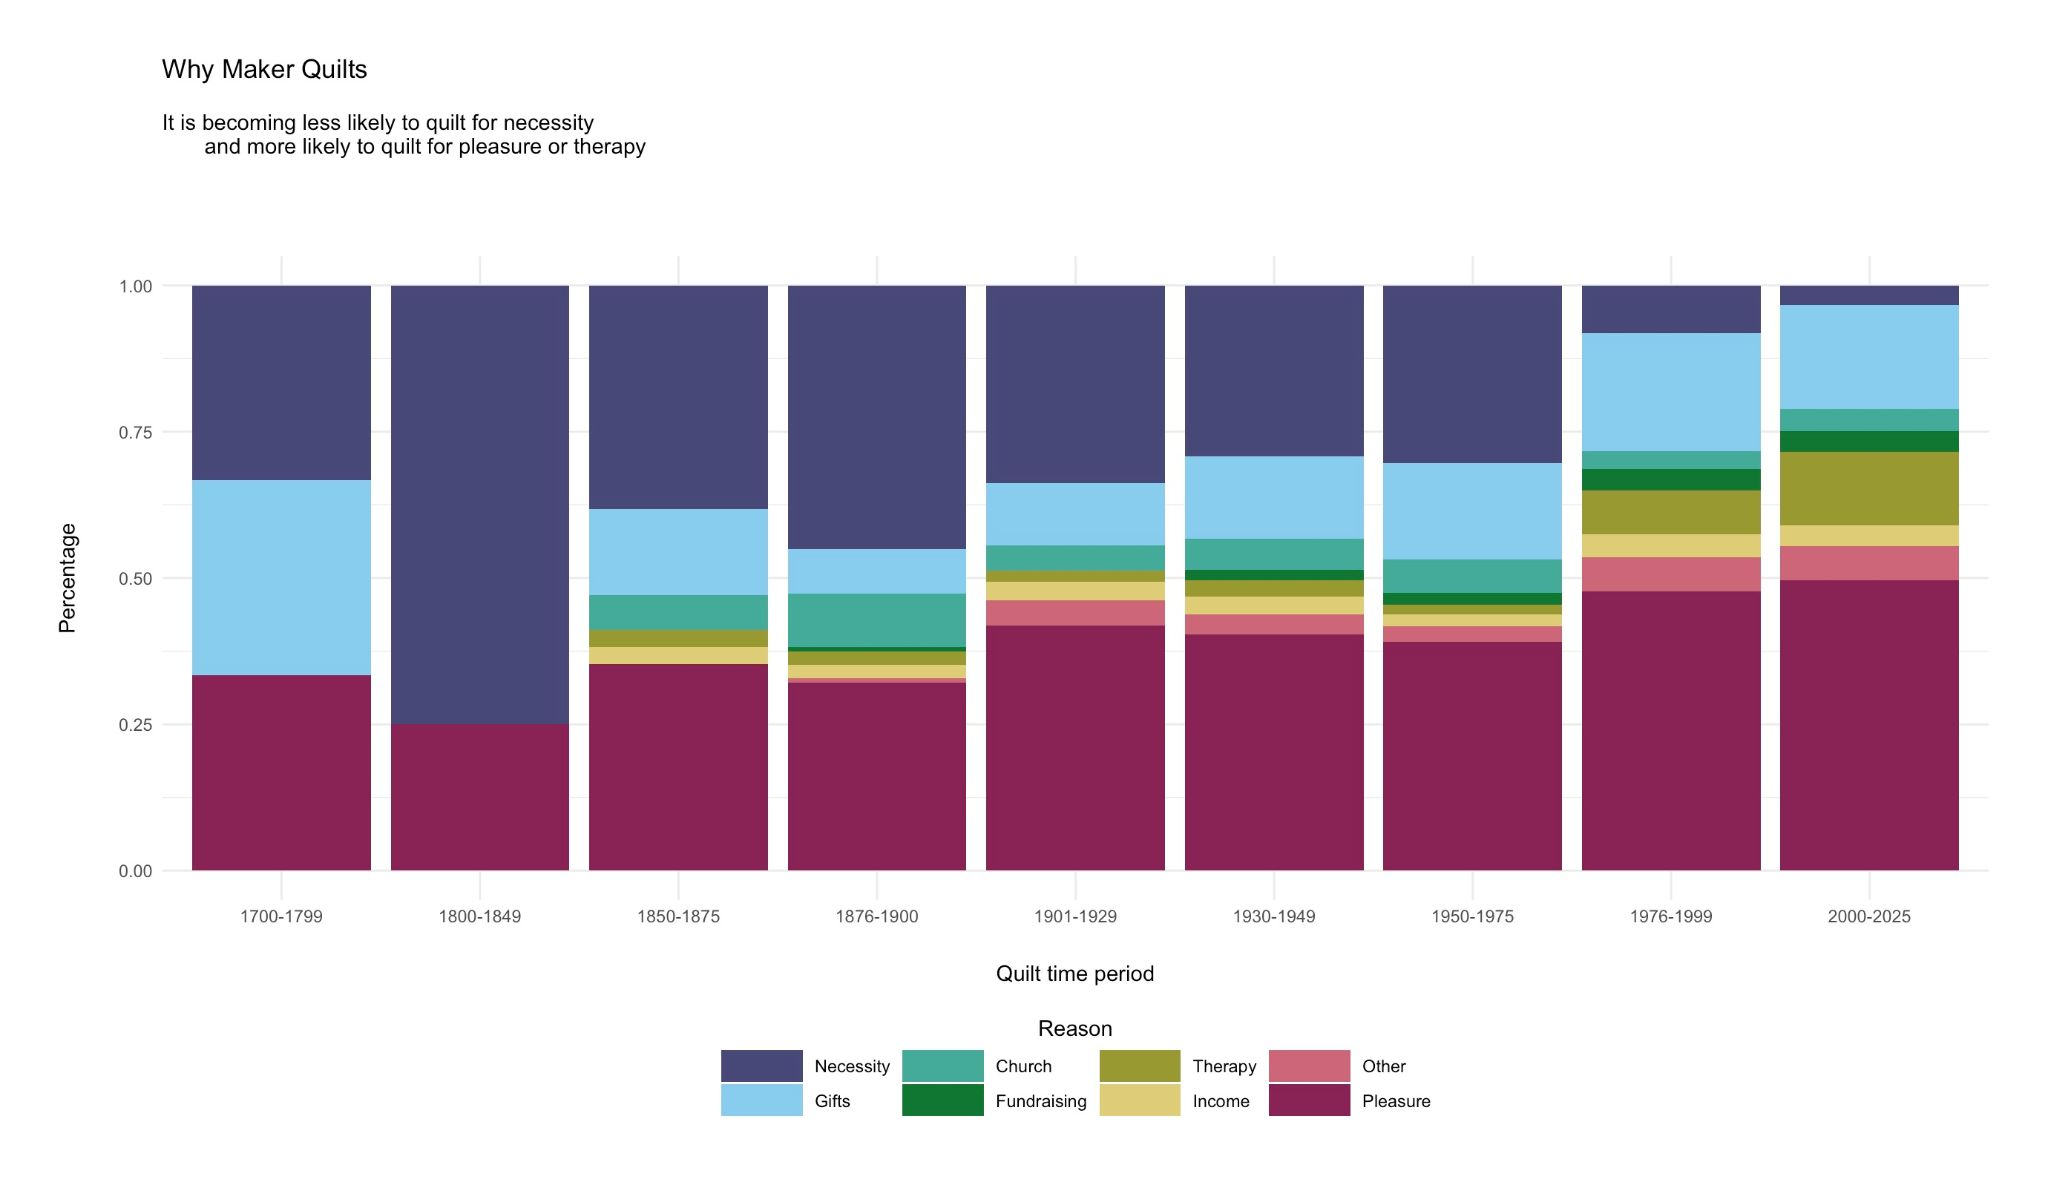 Why Maker Quilts
It is becoming less likely to quilt for necessity
and more likely to quilt for pleasure or therapy
1.00
0.75
0.50
0.25
0.00
Percentage
1700-1799 1800-1849 1850-1875 1876-1900 1901-1929 1930-1949 1950-1975 1976-1999 2000-2025
Quilt time period
Reason
Necessity Church Therapy Other
Gifts Fundraising Income Pleasure